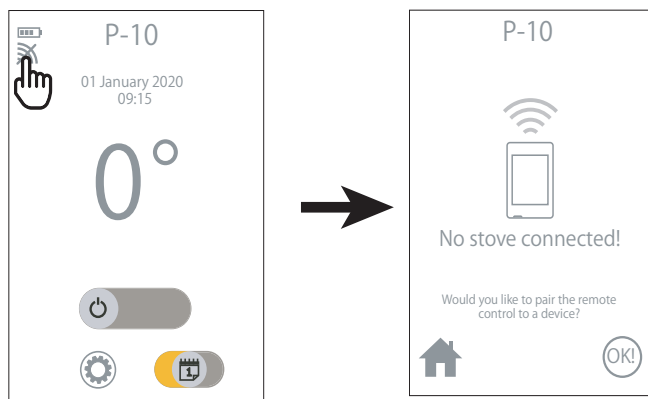 P-10
01 January 2020
09:15
0°
1
P-10
No stove connected!
Would you like to pair the remote
control to a device?
OK!